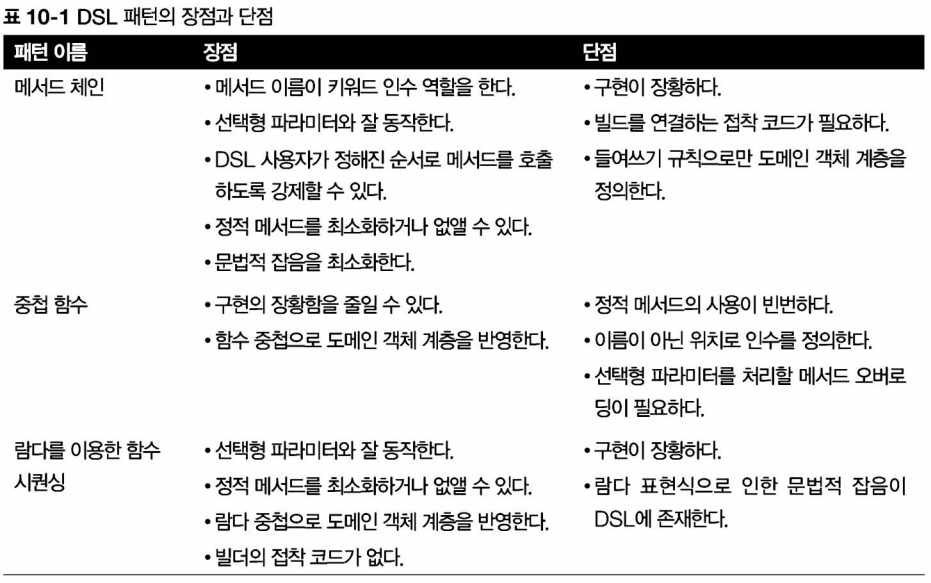 표 10-1 DSL 패턴의 장점과 단점
패턴 이름 장점 단점
메서드 체인
• 메서드 이름이 키워드 인수 역할을 한다.
• 선택형 파라미터와 잘 동작한다.
• DSL 사용자가 정해진 순서로 메서드를 호출
하도록 강제할 수 있다.
• 정적 메서드를 최소화하거나 없앨 수 있다.
• 문법적 잡음을 최소화한다.
• 구현이 장황하다.
• 빌드를 연결하는 접착 코드가 필요하다.
• 들여쓰기 규칙으로만 도메인 객체 계층을
정의한다.
중첩 함수
• 구현의 장황함을 줄일 수 있다.
• 함수 중첩으로 도메인 객체 계층을 반영한다.
• 정적 메서드의 사용이 빈번하다.
• 이름이 아닌 위치로 인수를 정의한다.
• 선택형 파라미터를 처리할 메서드 오버로
딩이 필요하다.
람다를 이용한 함수
시퀀싱
• 선택형 파라미터와 잘 동작한다.
• 정적 메서드를 최소화하거나 없앨 수 있다.
• 람다 중첩으로 도메인 객체 계층을 반영한다.
• 빌더의 접착 코드가 없다.
• 구현이 장황하다.
• 람다 표현식으로 인한 문법적 잡음이
DSL에 존재한다.